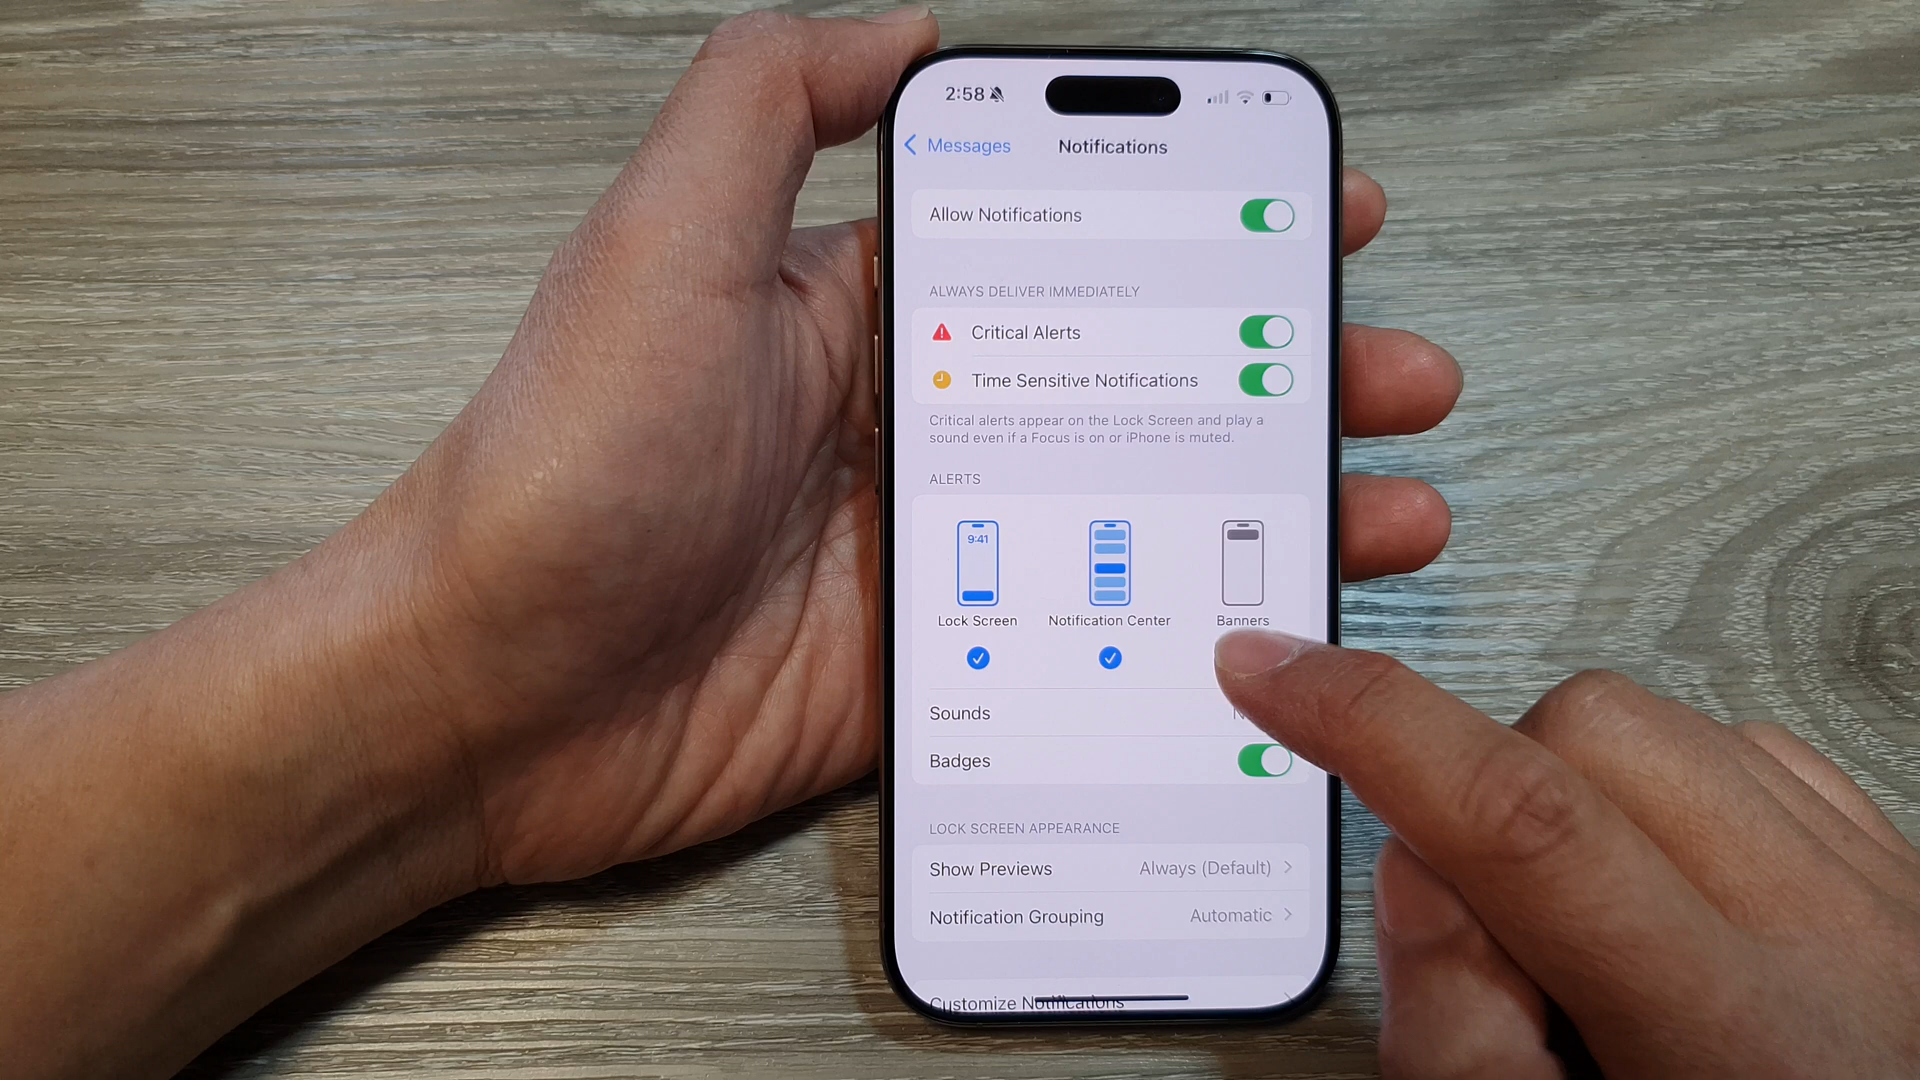 2:58
Messages
Notifications
Allow Notifications
ALWAYS DELIVER IMMEDIATELY
Critical Alerts
Time Sensitive Notifications
Critical alerts appear on the Lock Screen and play a
sound even if a Focus is on or iPhone is muted.
ALERTS
9:41
Lock Screen
Notification Center
Banners
Sounds
Badges
LOCK SCREEN APPEARANCE
Show Previews
Always (Default)
Notification Grouping
Automatic
Customize Notifications